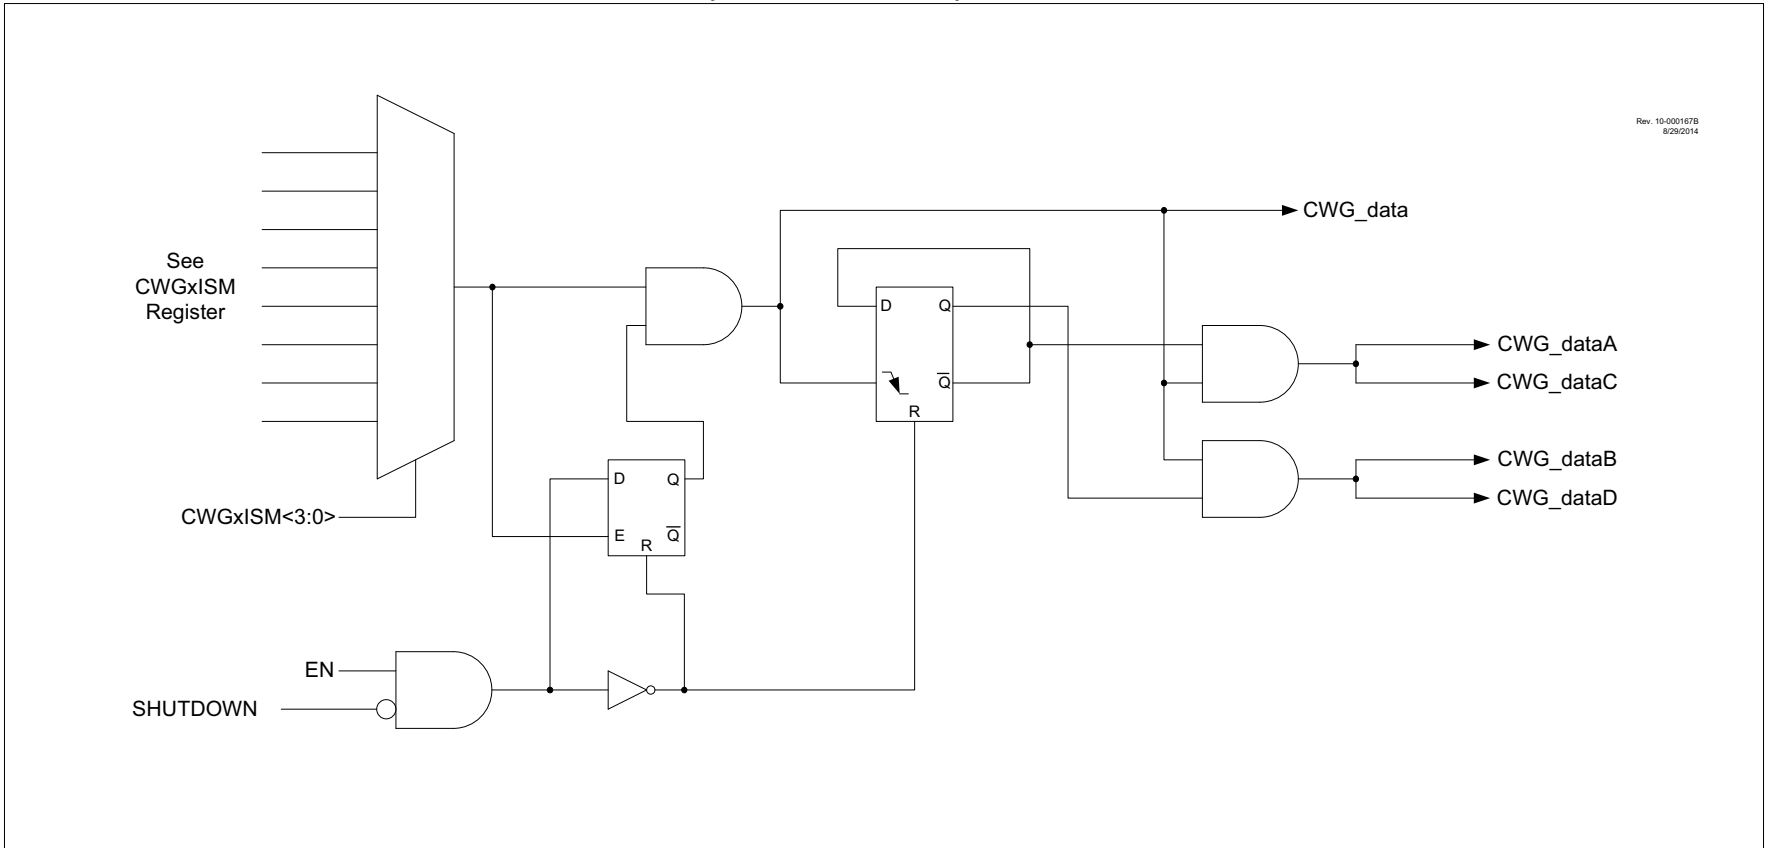 Rev. 10-000167B
8/29/2014
CWG_data
See
CWGxISM
Register
D
Q
Q̅
R
CWG_dataA
CWG_dataC
CWG_dataB
CWG_dataD
D
Q
E
Q̅
R
CWGxISM<3:0>
EN
SHUTDOWN